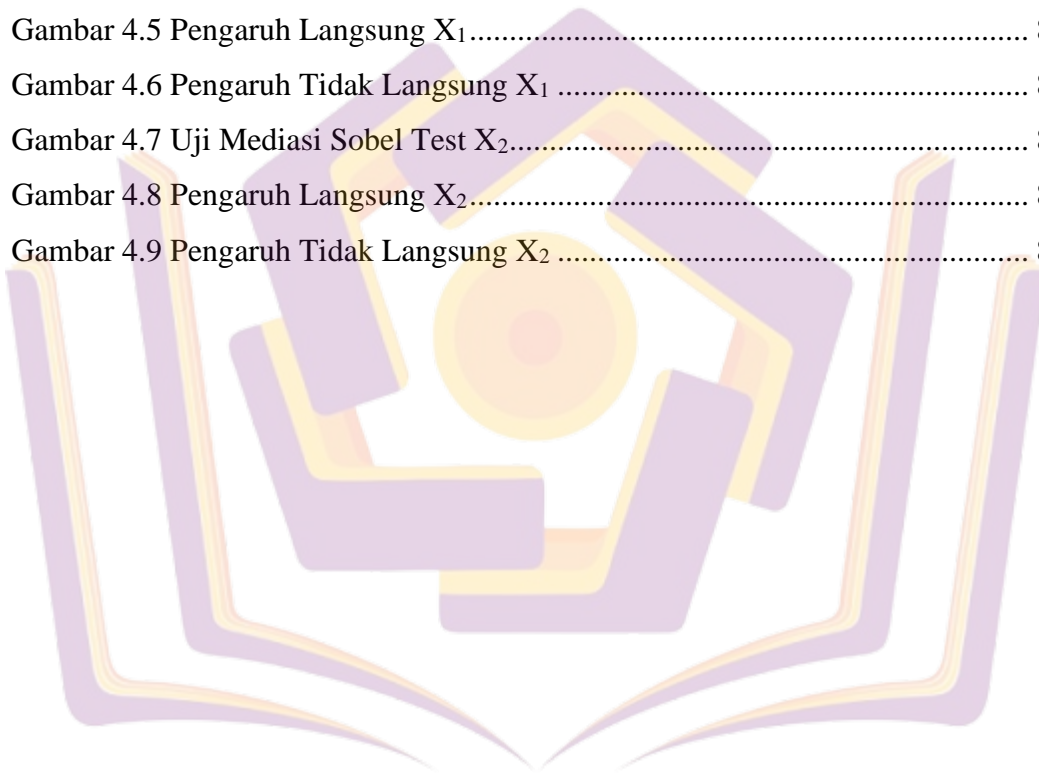 Gambar 4.5 Pengaruh Langsung X₁........................................................................
Gambar 4.6 Pengaruh Tidak Langsung X₁ ............................................................
Gambar 4.7 Uji Mediasi Sobel Test X₂...................................................................
Gambar 4.8 Pengaruh Langsung X₂........................................................................
Gambar 4.9 Pengaruh Tidak Langsung X₂ ............................................................